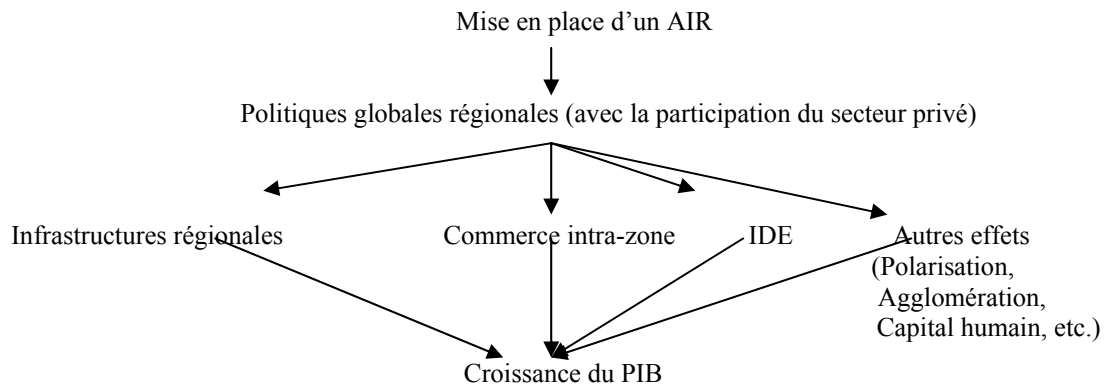 Mise en place d’un AIR
Politiques globales régionales (avec la participation du secteur privé)
Infrastructures régionales
Commerce intra-zone
IDE
Autres effets
(Polarisation,
Agglomération,
Capital humain, etc.)
Croissance du PIB